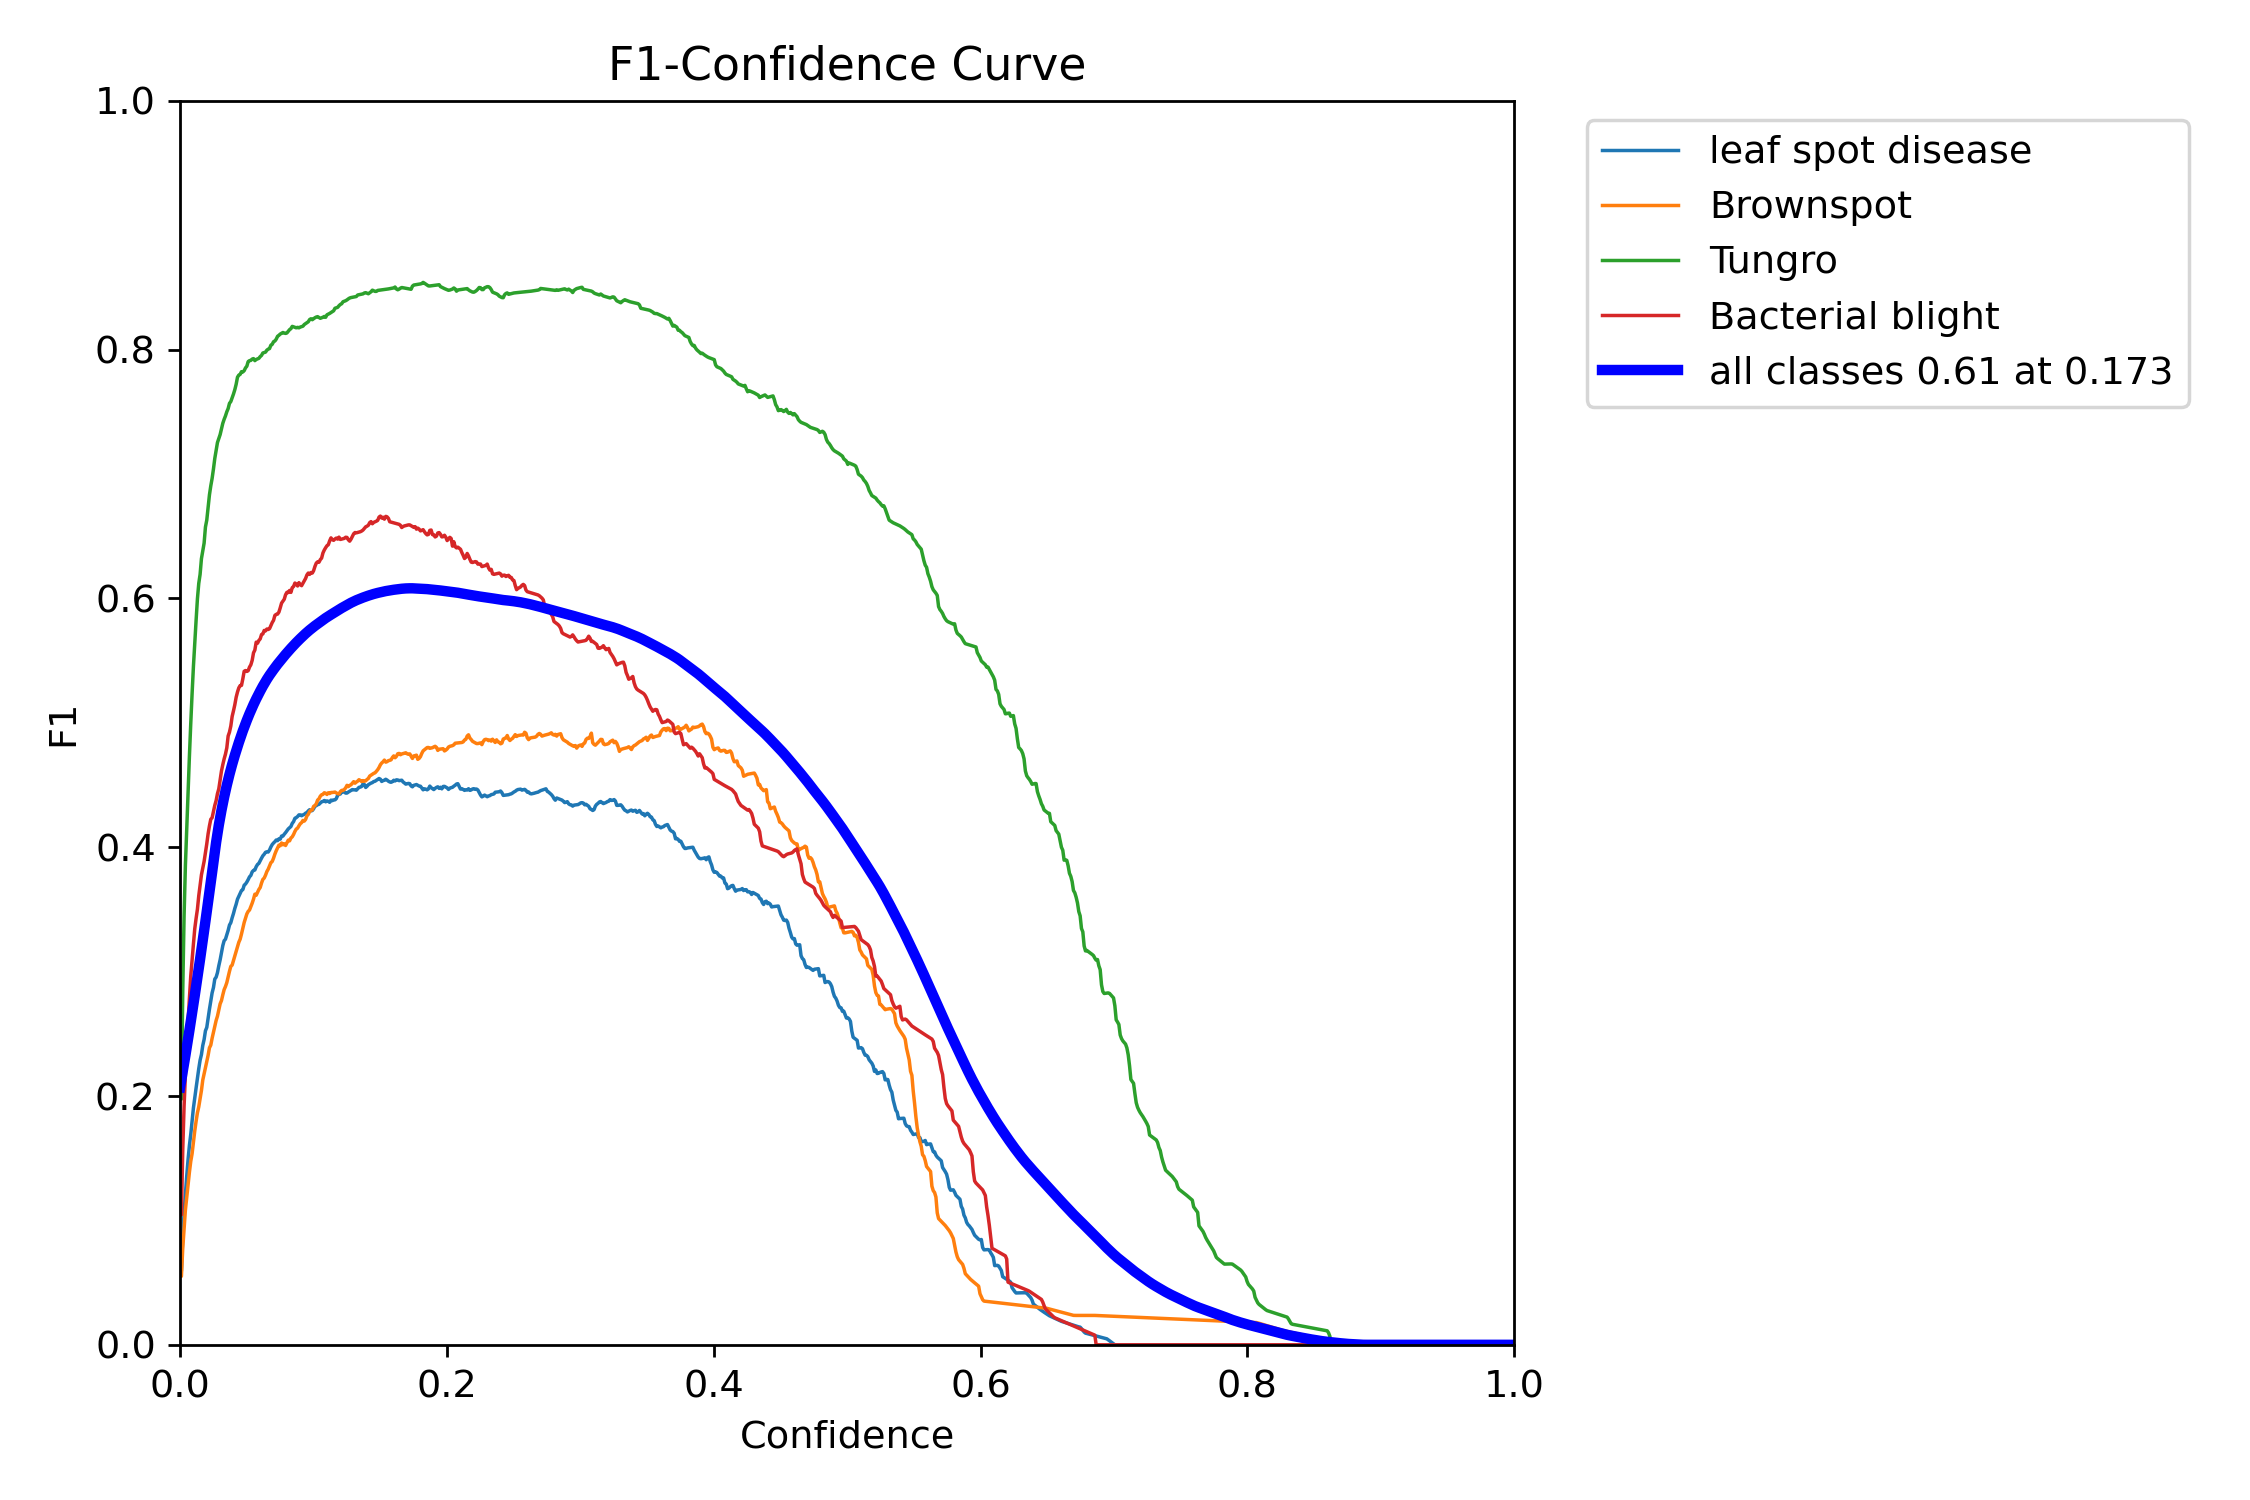 F1-Confidence Curve
1.0
0.8
0.6
0.4
0.2
0.0
F1
0.0 0.2 0.4 0.6 0.8 1.0
Confidence
leaf spot disease
Brownspot
Tungro
Bacterial blight
all classes 0.61 at 0.173